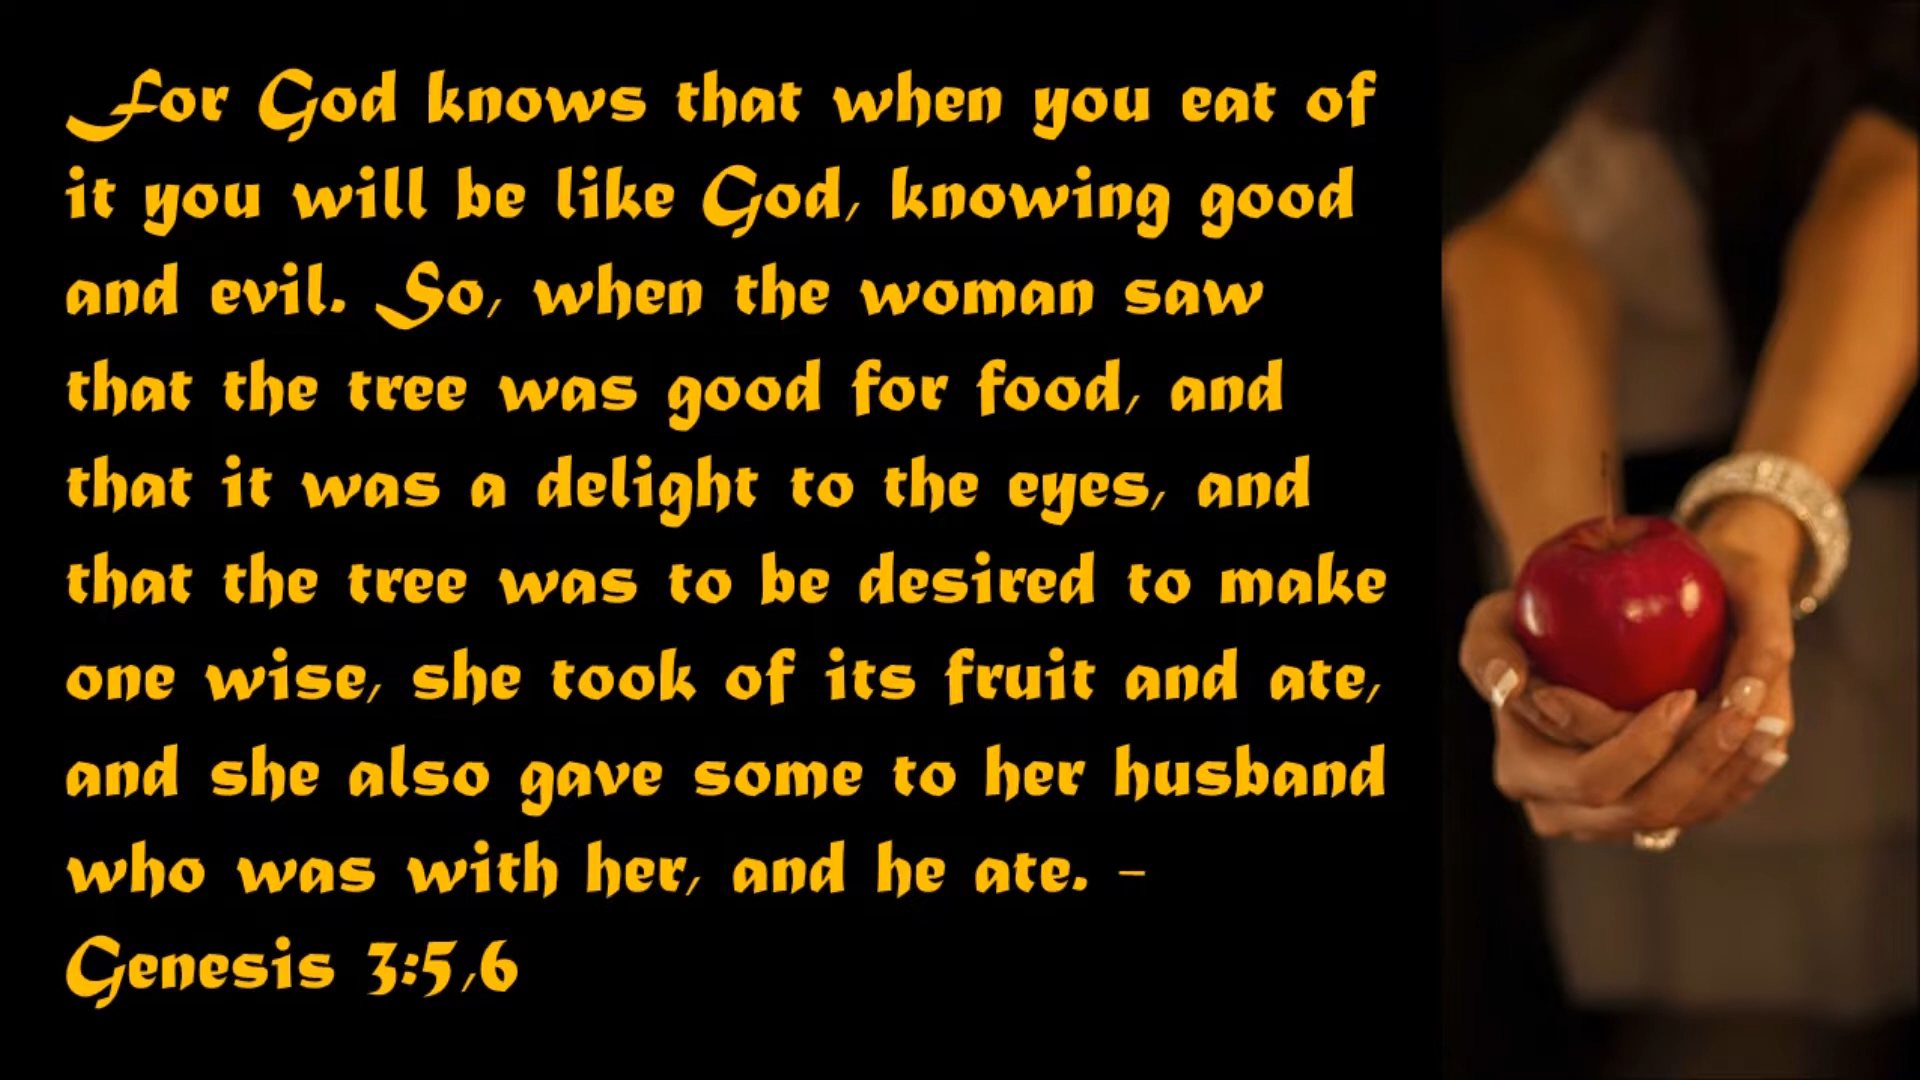 For God knows that when you eat of
it you will be like God, knowing good
and evil. So, when the woman saw
that the tree was good for food, and
that it was a delight to the eyes, and
that the tree was to be desired to make
one wise, she took of its fruit and ate,
and she also gave some to her husband
who was with her, and he ate. –
Genesis 3:5,6